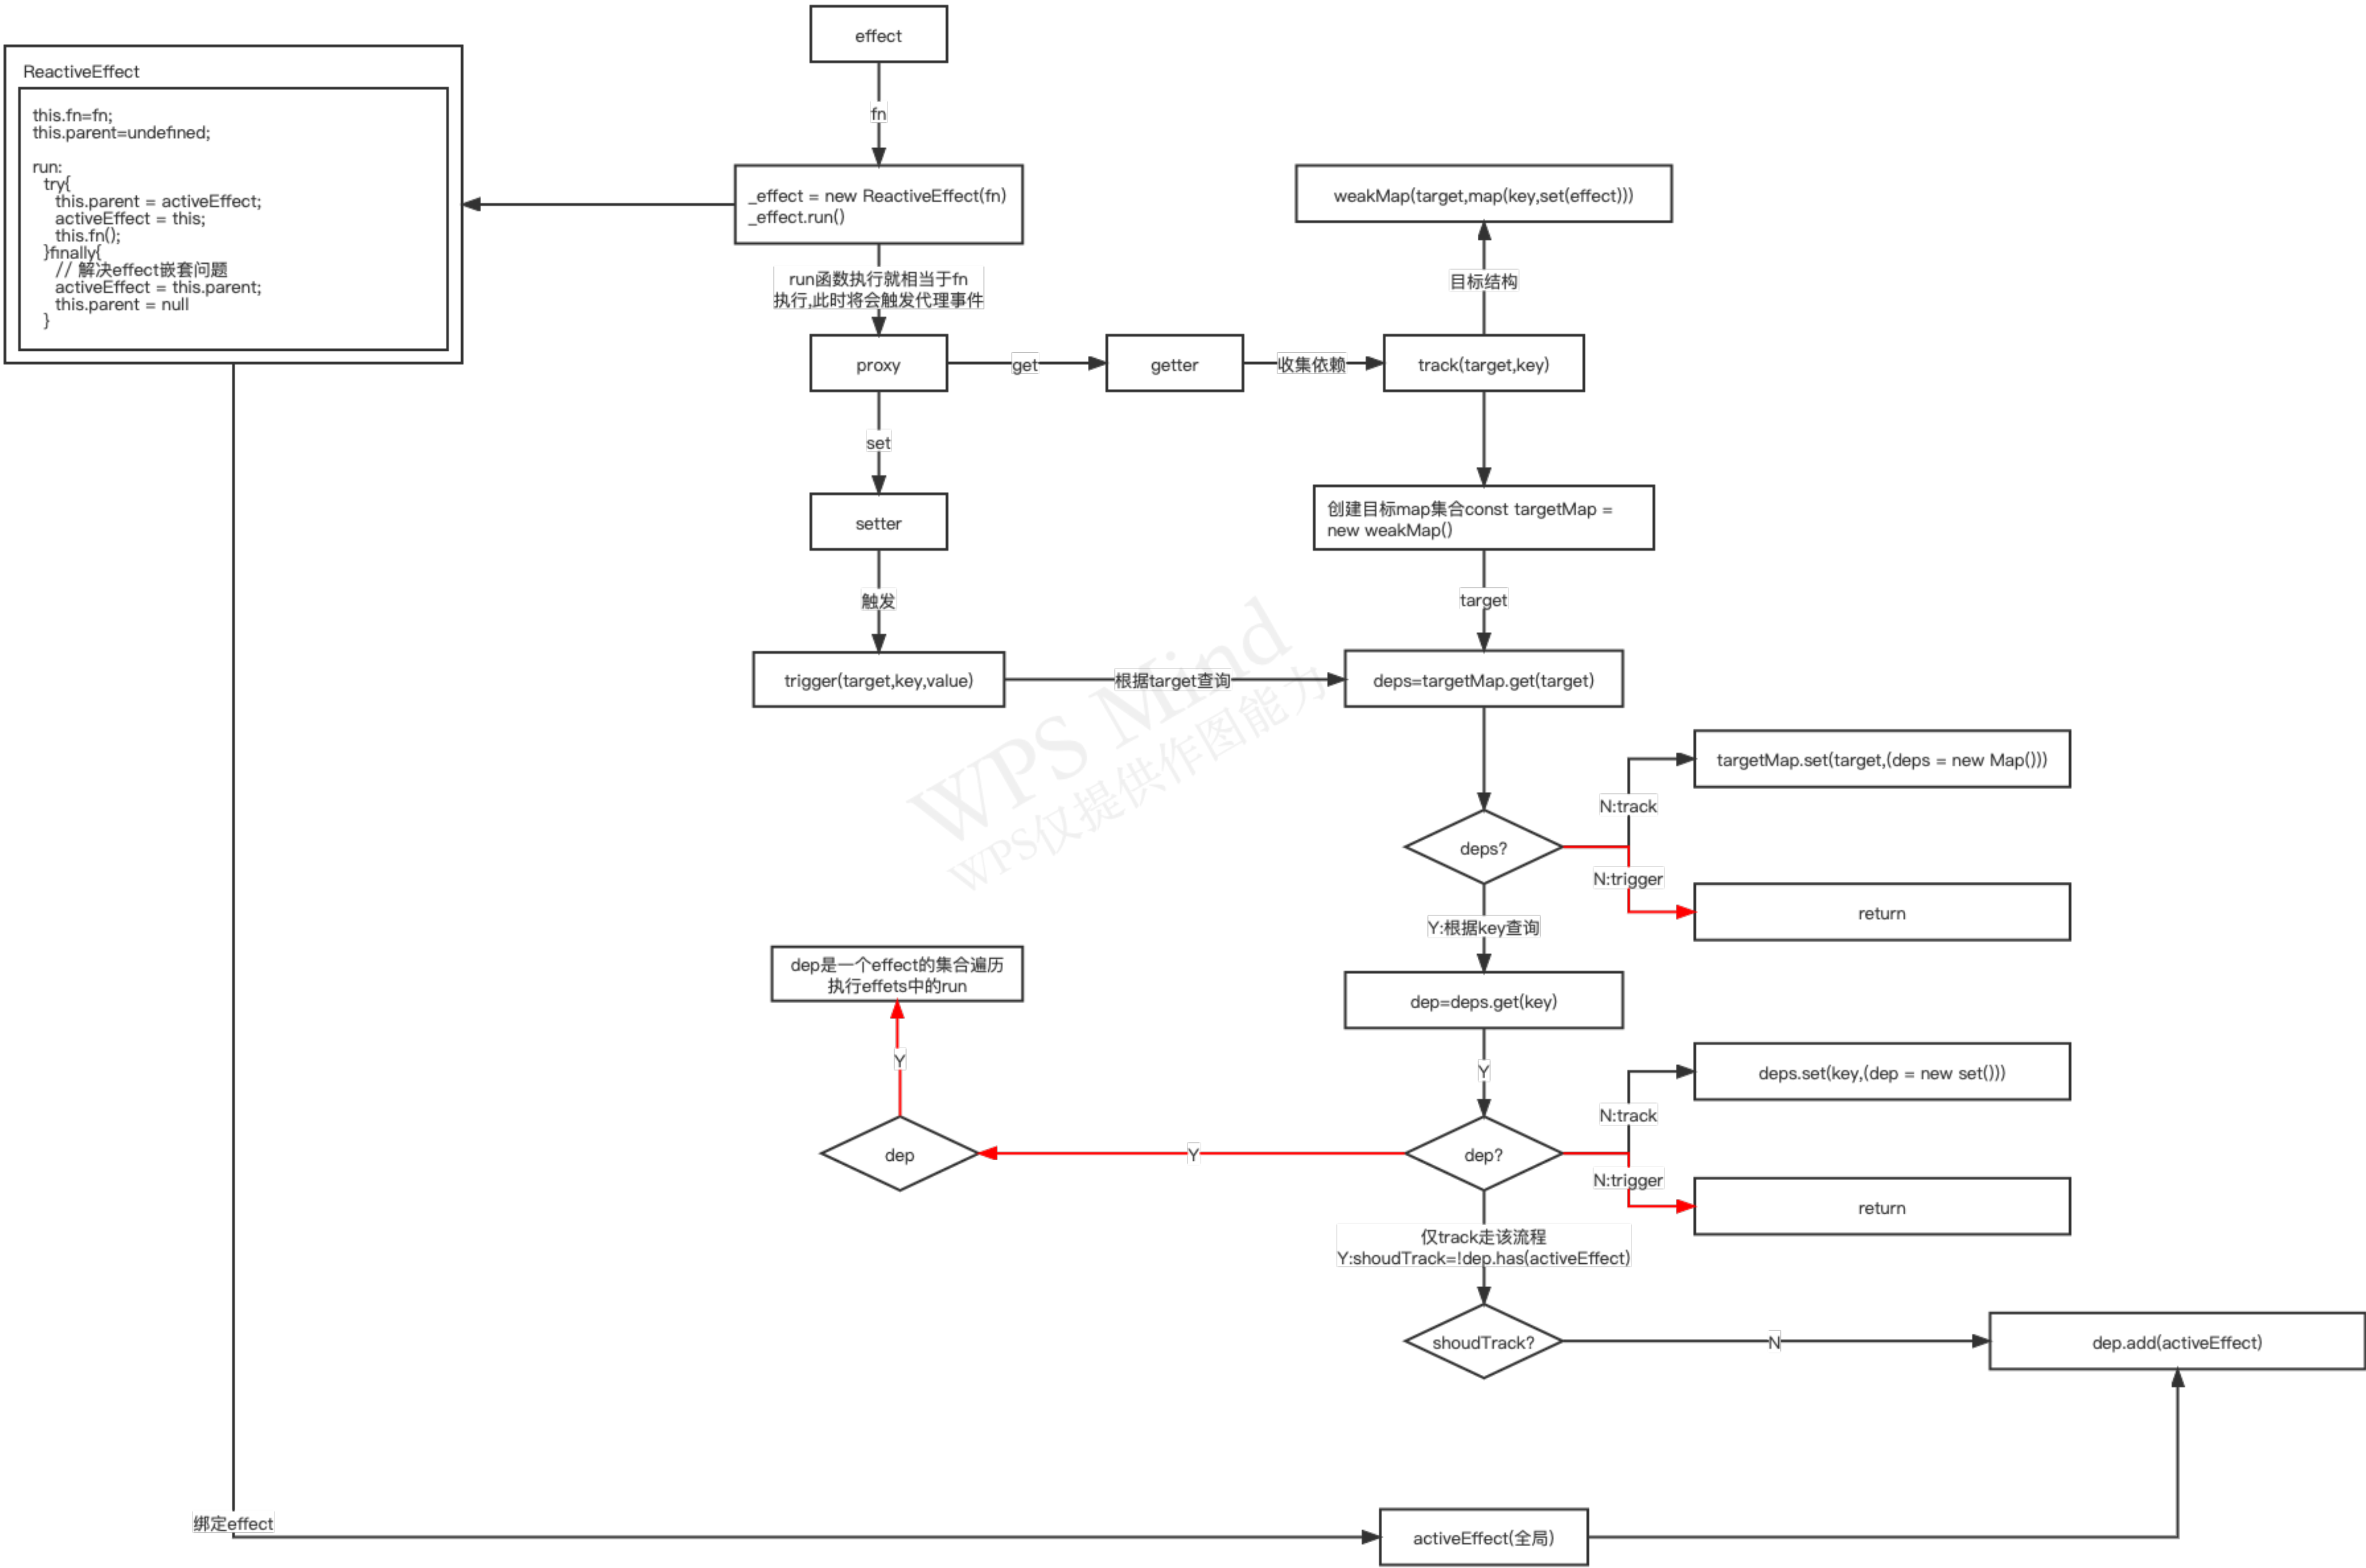 effect
ReactiveEffect
this.fn=fn;
this.parent=undefined;
run:
try{
this.parent = activeEffect;
activeEffect = this;
this.fn();
}finally{
// 解决effect嵌套问题
activeEffect = this.parent;
this.parent = null
}
fn
_effect = new ReactiveEffect(fn)
_effect.run()
weakMap(target,map(key,set(effect)))
run函数执行就相当于fn
执行,此时将会触发代理事件
目标结构
proxy
get
getter
收集依赖
track(target,key)
set
setter
创建目标map集合const targetMap =
new weakMap()
触发
target
trigger(target,key,value)
根据target查询
deps=targetMap.get(target)
WPS Mind
WPS仅提供作图能力
targetMap.set(target,(deps = new Map()))
N:track
deps?
N:trigger
return
Y:根据key查询
dep是一个effect的集合遍历
执行effets中的run
dep=deps.get(key)
Y
Y
deps.set(key,(dep = new set()))
N:track
dep
Y
dep?
N:trigger
return
仅track走该流程
Y:shoudTrack=!dep.has(activeEffect)
shoudTrack?
N
dep.add(activeEffect)
绑定effect
activeEffect(全局)